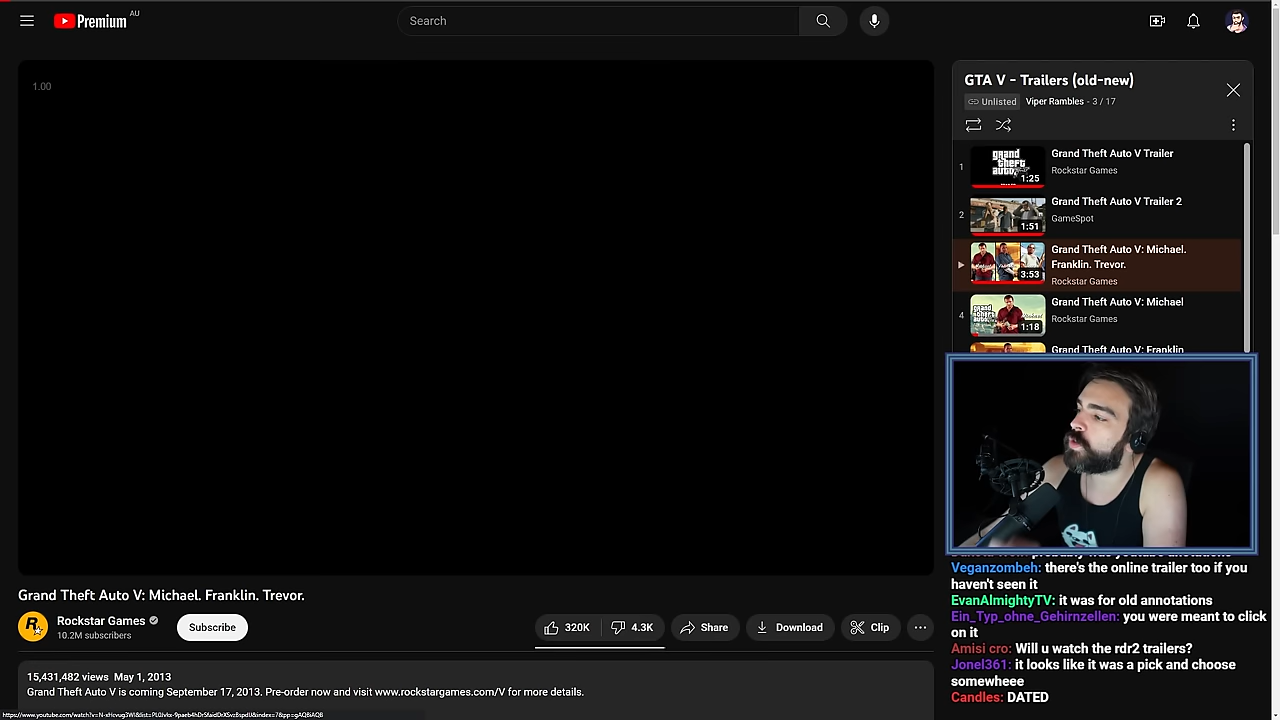 Premium AU
Search
1.00
GTA V - Trailers (old-new)
Unlisted Viper Rambles - 3 / 17
1
1:25
Grand Theft Auto V Trailer
Rockstar Games
2
1:51
Grand Theft Auto V Trailer 2
GameSpot
3:53
Grand Theft Auto V: Michael.
Franklin. Trevor.
Rockstar Games
4
1:18
Grand Theft Auto V: Michael
Rockstar Games
Grand Theft Auto V: Franklin
Veganzombeh: there's the online trailer too if you
haven't seen it
EvanAlmightyTV: it was for old annotations
Ein_Typ_ohne_Gehirnzellen: you were meant to click
on it
Amisi cro: Will u watch the rdr2 trailers?
Jonel361: it looks like it was a pick and choose
somewheee
Candles: DATED
Grand Theft Auto V: Michael. Franklin. Trevor.
Rockstar Games
10.2M subscribers
Subscribe
320K
4.3K
Share
Download
Clip
15,431,482 views May 1, 2013
Grand Theft Auto V is coming September 17, 2013. Pre-order now and visit www.rockstargames.com/V for more details.